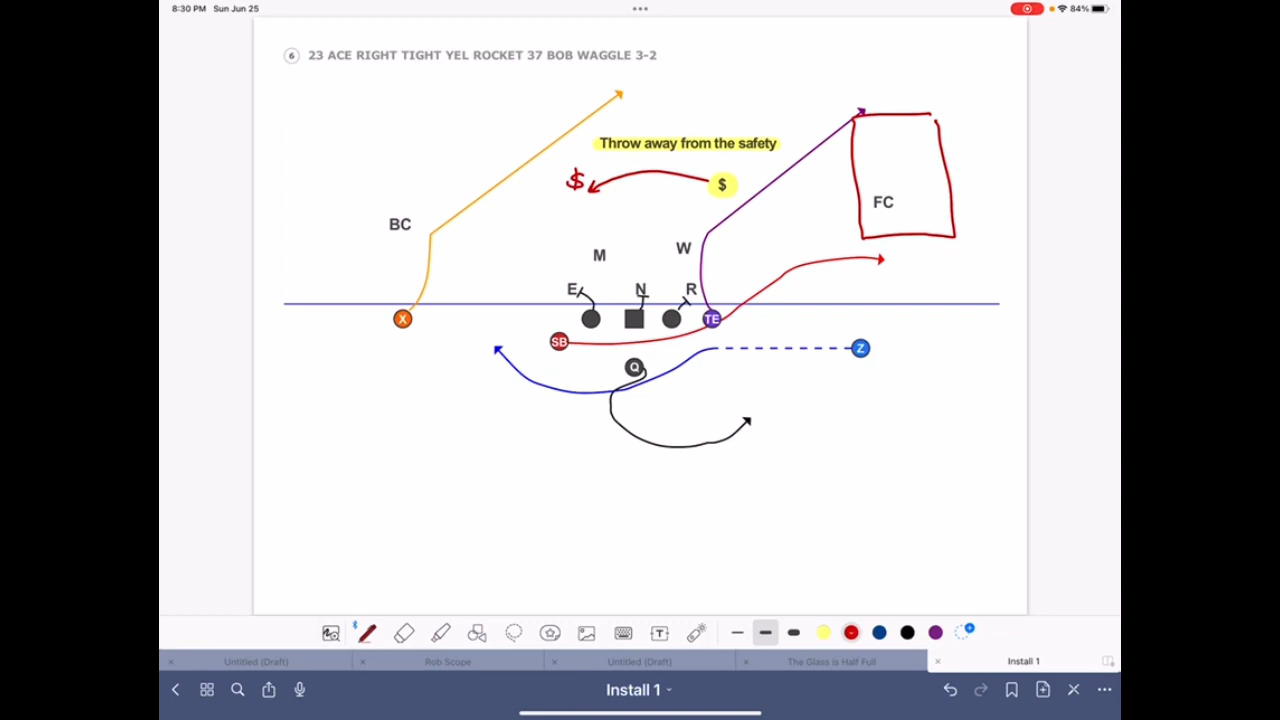 8:30 PM Sun Jun 25
84%
6 23 ACE RIGHT TIGHT YEL ROCKET 37 BOB WAGGLE 3-2
Throw away from the safety
$ $
FC
BC
W
M
E N R
X TE
SB Z
Q
T
Untitled (Draft) Rob Scope Untitled (Draft) The Glass is Half Full Install 1
Install 1